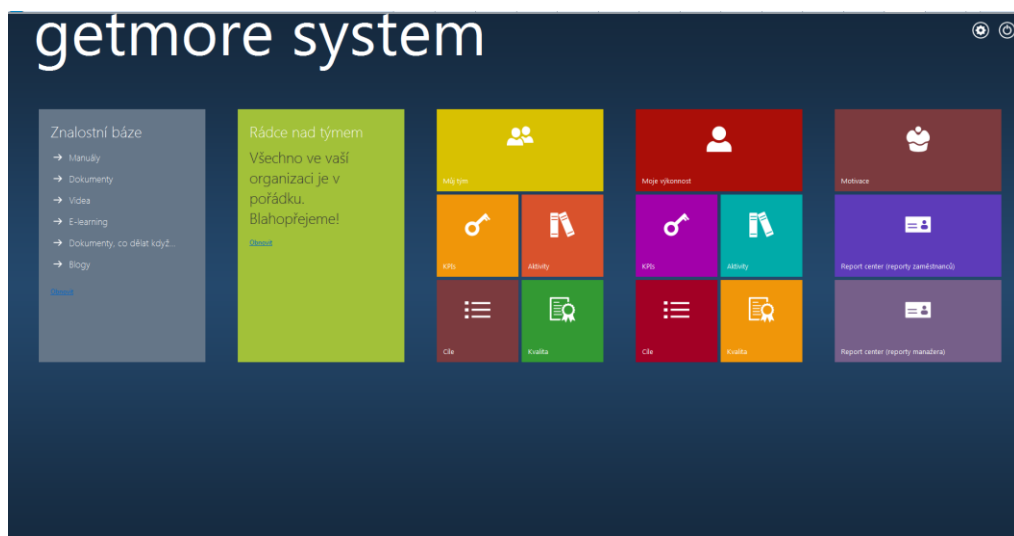 getmore system
Znalostní báze
Manuály
Dokumenty
Videa
E-learning
Dokumenty, co dělat když...
Blogy
Obnovit
Rádce nad týmem
Všechno ve vaší
organizaci je v
pořádku.
Blahopřejeme!
Obnovit
Můj tým
KPIs
Aktivity
Cíle
Kvalita
Moje výkonnost
KPIs
Aktivity
Cíle
Kvalita
Motivace
Report center (reporty zaměstnanců)
Report center (reporty manažera)